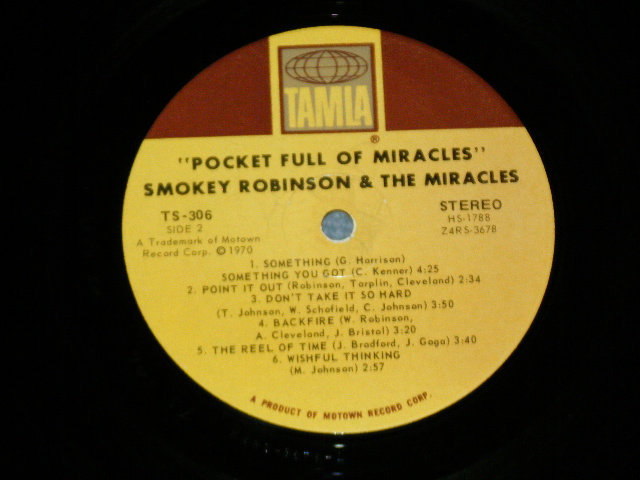 TAMLA
®
"POCKET FULL OF MIRACLES"
SMOKEY ROBINSON & THE MIRACLES
TS-306
SIDE 2
A Trademark of Motown
Record Corp. ©1970
STEREO
HS-1788
Z4RS-3678
1. SOMETHING (G. Harrison)
SOMETHING YOU GOT (C. Kenner) 4:25
2. POINT IT OUT (Robinson, Tarplin, Cleveland) 2:34
3. DON'T TAKE IT SO HARD
(T. Johnson, W. Schofield, C. Johnson) 3:50
4. BACKFIRE (W. Robinson,
A. Cleveland, J. Bristol) 3:20
5. THE REEL OF TIME (J. Bradford, J. Gogo) 3:40
6. WISHFUL THINKING
(M. Johnson) 2:57
A PRODUCT OF MOTOWN RECORD CORP.